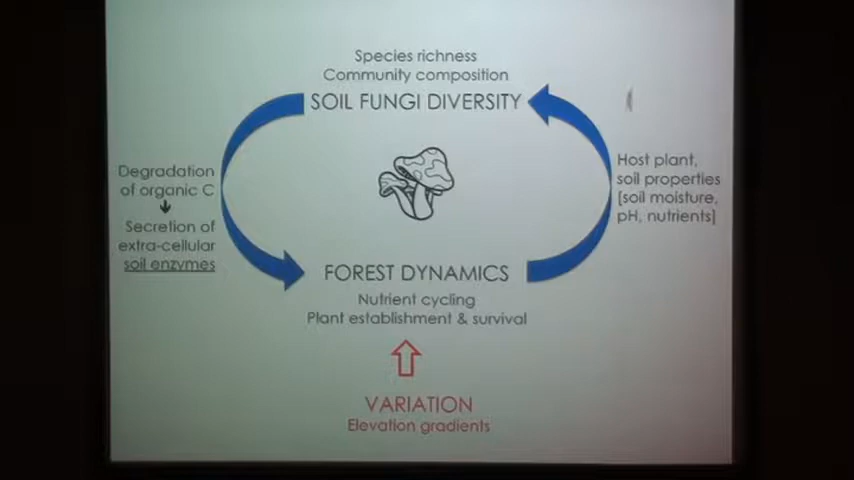 Species richness
Community composition
SOIL FUNGI DIVERSITY
Degradation
of organic C
Secretion of
extra-cellular
soil enzymes
Host plant,
soil properties
[soil moisture,
pH, nutrients]
FOREST DYNAMICS
Nutrient cycling
Plant establishment & survival
VARIATION
Elevation gradients